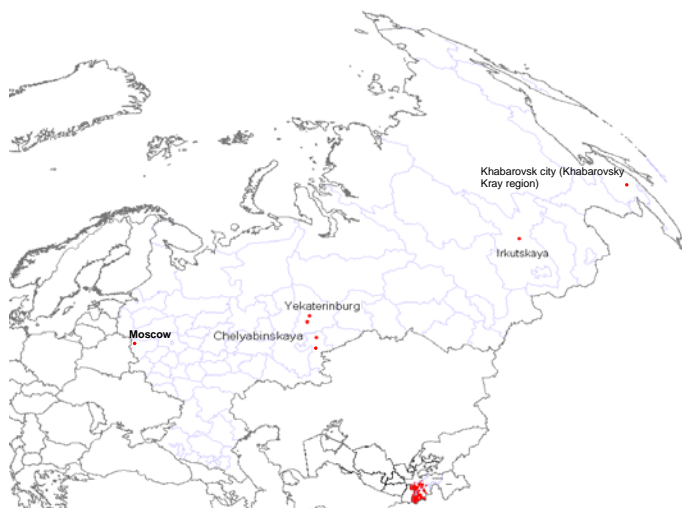 Khabarovsk city (Khabarovsky
Kray region)
Irkutskaya
Yekaterinburg
Moscow
Chelyabinskaya